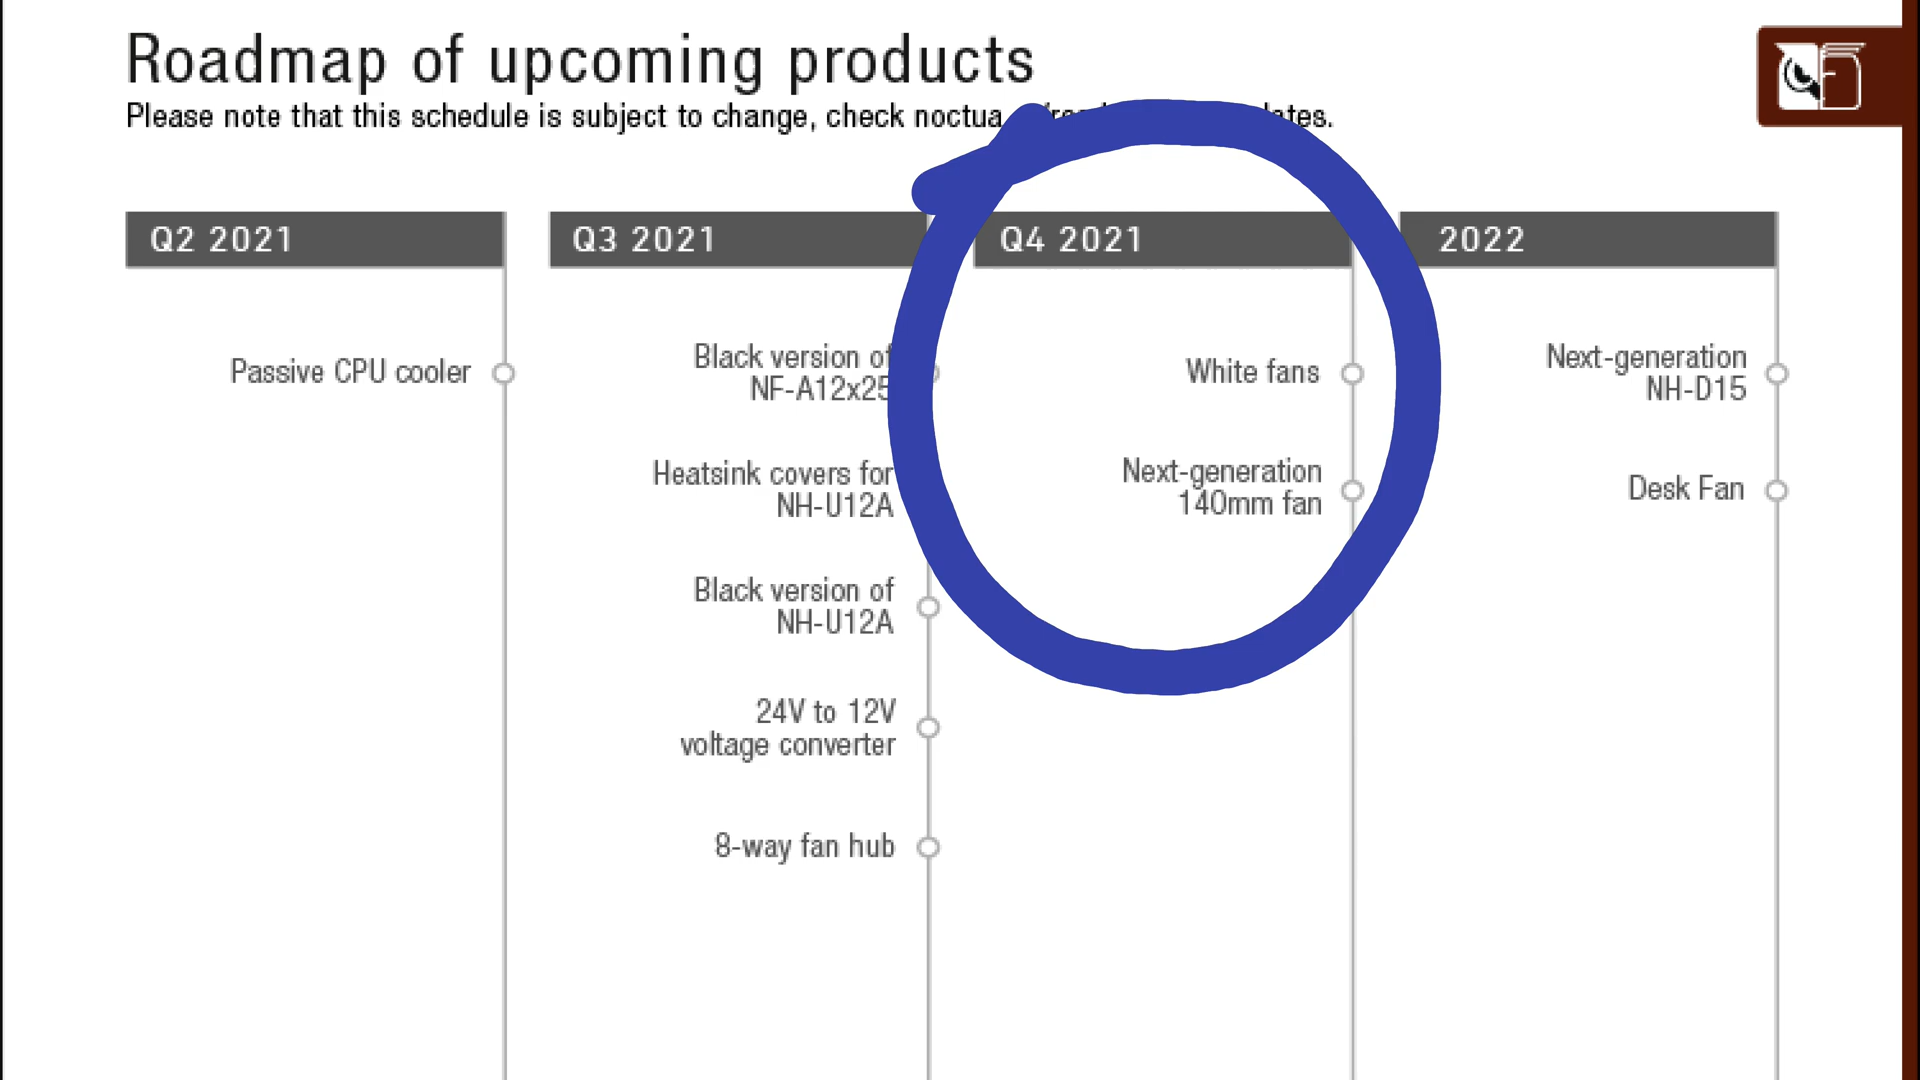 Roadmap of upcoming products
Please note that this schedule is subject to change, check noctua
Q2 2021
Passive CPU cooler
Q3 2021
Black version of
NF-A12x25
Heatsink covers for
NH-U12A
Black version of
NH-U12A
24V to 12V
voltage converter
8-way fan hub
Q4 2021
White fans
Next-generation
140mm fan
2022
Next-generation
NH-D15
Desk Fan